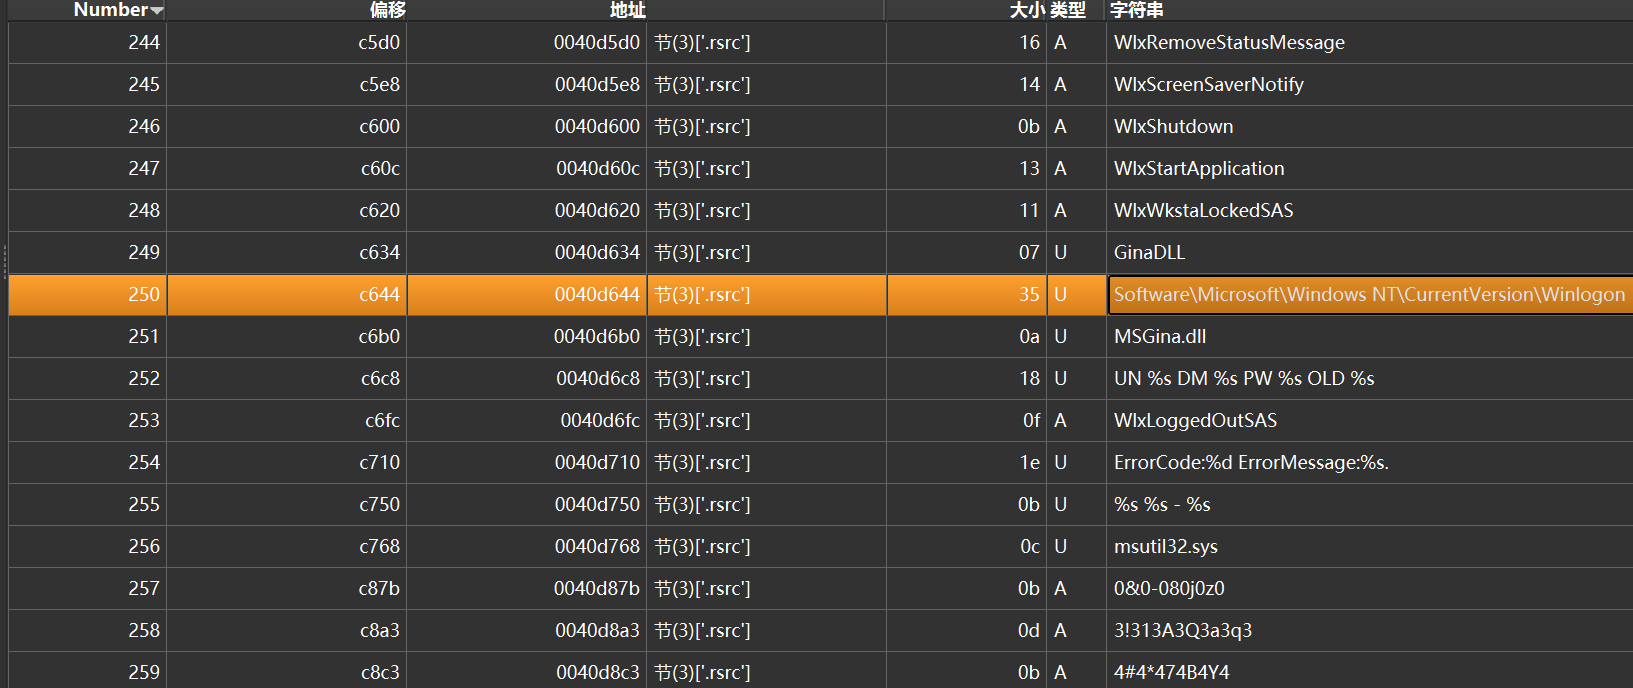 Number 偏移 地址 大小 类型 字符串
244 c5d0 0040d5d0 节(3)['.rsrc'] 16 A WlxRemoveStatusMessage
245 c5e8 0040d5e8 节(3)['.rsrc'] 14 A WlxScreenSaverNotify
246 c600 0040d600 节(3)['.rsrc'] 0b A WlxShutdown
247 c60c 0040d60c 节(3)['.rsrc'] 13 A WlxStartApplication
248 c620 0040d620 节(3)['.rsrc'] 11 A WlxWkstaLockedSAS
249 c634 0040d634 节(3)['.rsrc'] 07 U GinaDLL
250 c644 0040d644 节(3)['.rsrc'] 35 U Software\Microsoft\Windows NT\CurrentVersion\Winlogon
251 c6b0 0040d6b0 节(3)['.rsrc'] 0a U MSGina.dll
252 c6c8 0040d6c8 节(3)['.rsrc'] 18 U UN %s DM %s PW %s OLD %s
253 c6fc 0040d6fc 节(3)['.rsrc'] 0f A WlxLoggedOutSAS
254 c710 0040d710 节(3)['.rsrc'] 1e U ErrorCode:%d ErrorMessage:%s.
255 c750 0040d750 节(3)['.rsrc'] 0b U %s %s - %s
256 c768 0040d768 节(3)['.rsrc'] 0c U msutil32.sys
257 c87b 0040d87b 节(3)['.rsrc'] 0b A 0&0-080j0z0
258 c8a3 0040d8a3 节(3)['.rsrc'] 0d A 3!313A3Q3a3q3
259 c8c3 0040d8c3 节(3)['.rsrc'] 0b A 4#4*474B4Y4